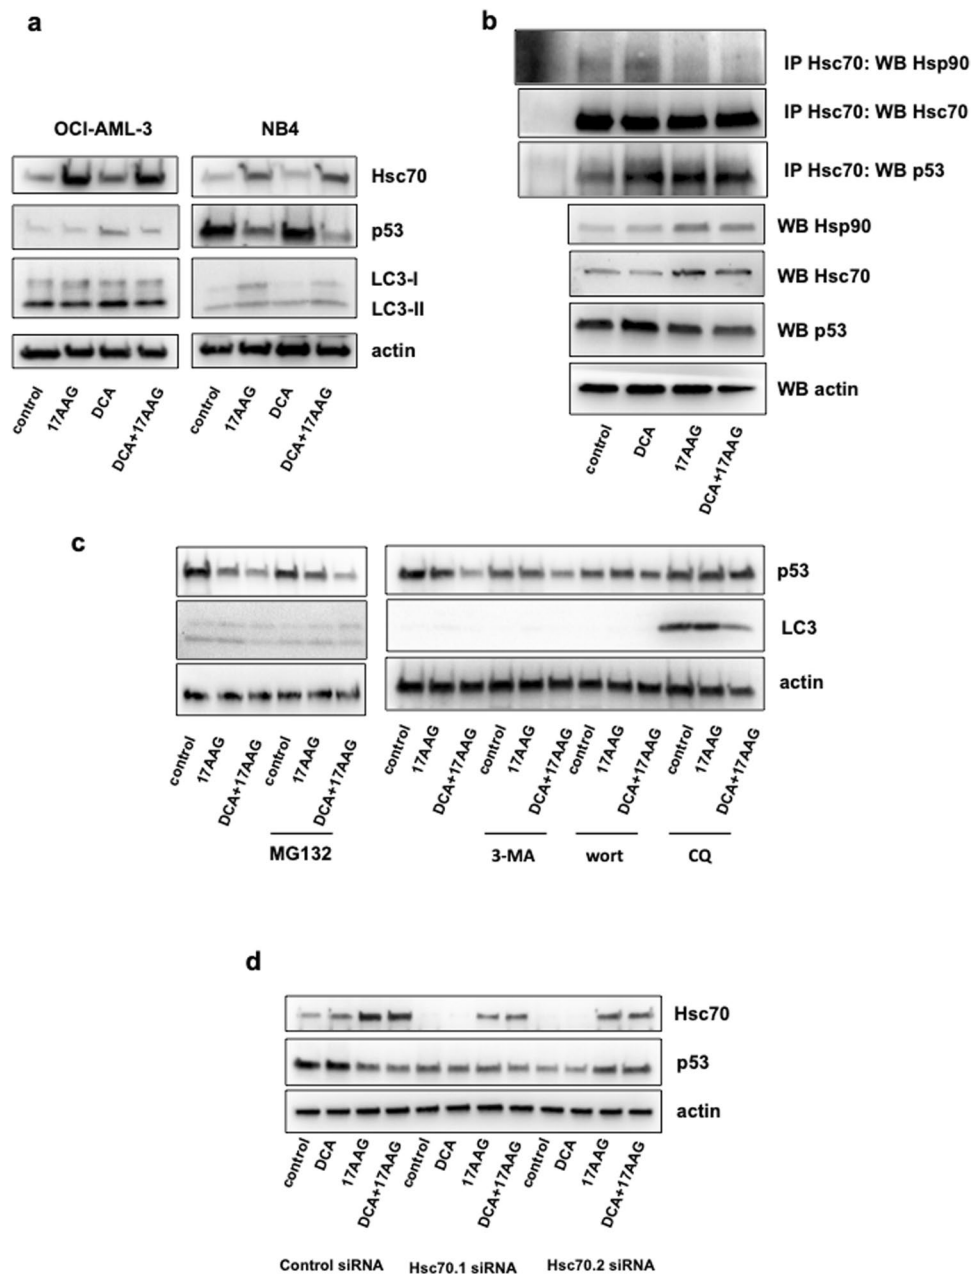 a
OCI-AML-3 NB4
Hsc70
p53
LC3-I
LC3-II
actin
control 17AAG DCA DCA+17AAG control 17AAG DCA DCA+17AAG
b
IP Hsc70: WB Hsp90
IP Hsc70: WB Hsc70
IP Hsc70: WB p53
WB Hsp90
WB Hsc70
WB p53
WB actin
control DCA 17AAG DCA+17AAG
c
p53
LC3
actin
control 17AAG DCA+17AAG control 17AAG DCA+17AAG control 17AAG DCA+17AAG control 17AAG DCA+17AAG control 17AAG DCA+17AAG control 17AAG DCA+17AAG
MG132 3-MA wort CQ
d
Hsc70
p53
actin
control DCA 17AAG DCA+17AAG control DCA 17AAG DCA+17AAG control DCA 17AAG DCA+17AAG
Control siRNA Hsc70.1 siRNA Hsc70.2 siRNA